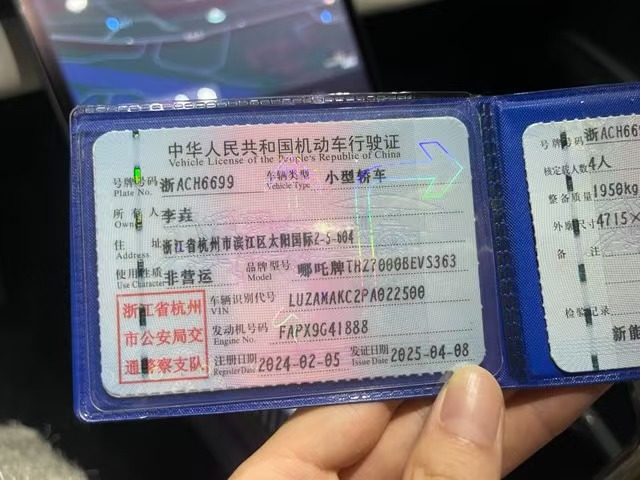 中华人民共和国机动车行驶证
Vehicle License of the People's Republic of China
号牌号码 浙ACH6699 车辆类型 小型轿车
Plate No. Vehicle Type
所有人 李垚
Owner
住址 浙江省杭州市滨江区太阳国际2-5-804
Address
使用性质 非营运 品牌型号 哪吒牌THZ7000BEVS363
Use Character Model
浙江省杭州
市公安局交
通警察支队
车辆识别代号 LUZAMAKC2PA022500
VIN
发动机号码 FAPX9G41888
Engine No.
注册日期 2024-02-05 发证日期 2025-04-08
Register Date Issue Date
号牌号码 浙ACH669
核定载人数 4人
整备质量 1950kg
外廓尺寸 4715×
备注
检验记录
新能